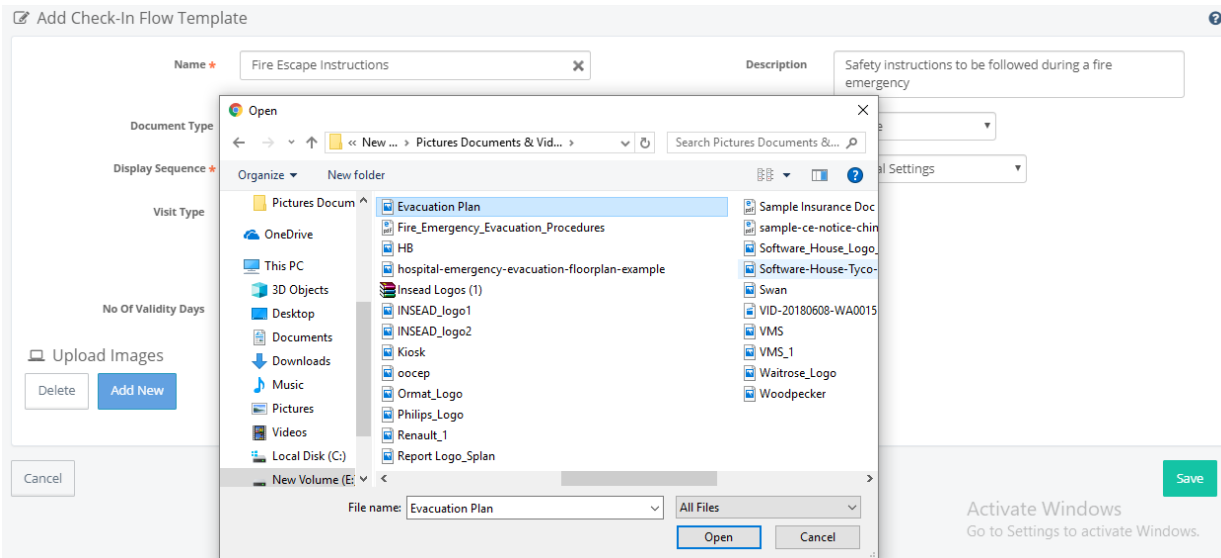 Add Check-In Flow Template
Name *
Fire Escape Instructions
Description
Safety instructions to be followed during a fire
emergency
Open
Document Type
« New ... > Pictures Documents & Vid... >
Search Pictures Documents &...
Display Sequence *
Organize
New folder
al Settings
Visit Type
Pictures Docum
OneDrive
This PC
3D Objects
Desktop
Documents
Downloads
Music
Pictures
Videos
Local Disk (C:)
New Volume (E:
Evacuation Plan
Fire_Emergency_Evacuation_Procedures
HB
hospital-emergency-evacuation-floorplan-example
Insead Logos (1)
INSEAD_logo1
INSEAD_logo2
Kiosk
oocep
Ormat_Logo
Philips_Logo
Renault_1
Report Logo_Splan
Sample Insurance Doc
sample-ce-notice-chin
Software_House_Logo_
Software-House-Tyco-
Swan
VID-20180608-WA0015
VMS
VMS_1
Waitrose_Logo
Woodpecker
No Of Validity Days
Upload Images
Delete
Add New
File name:
Evacuation Plan
All Files
Open
Cancel
Cancel
Save
Activate Windows
Go to Settings to activate Windows.